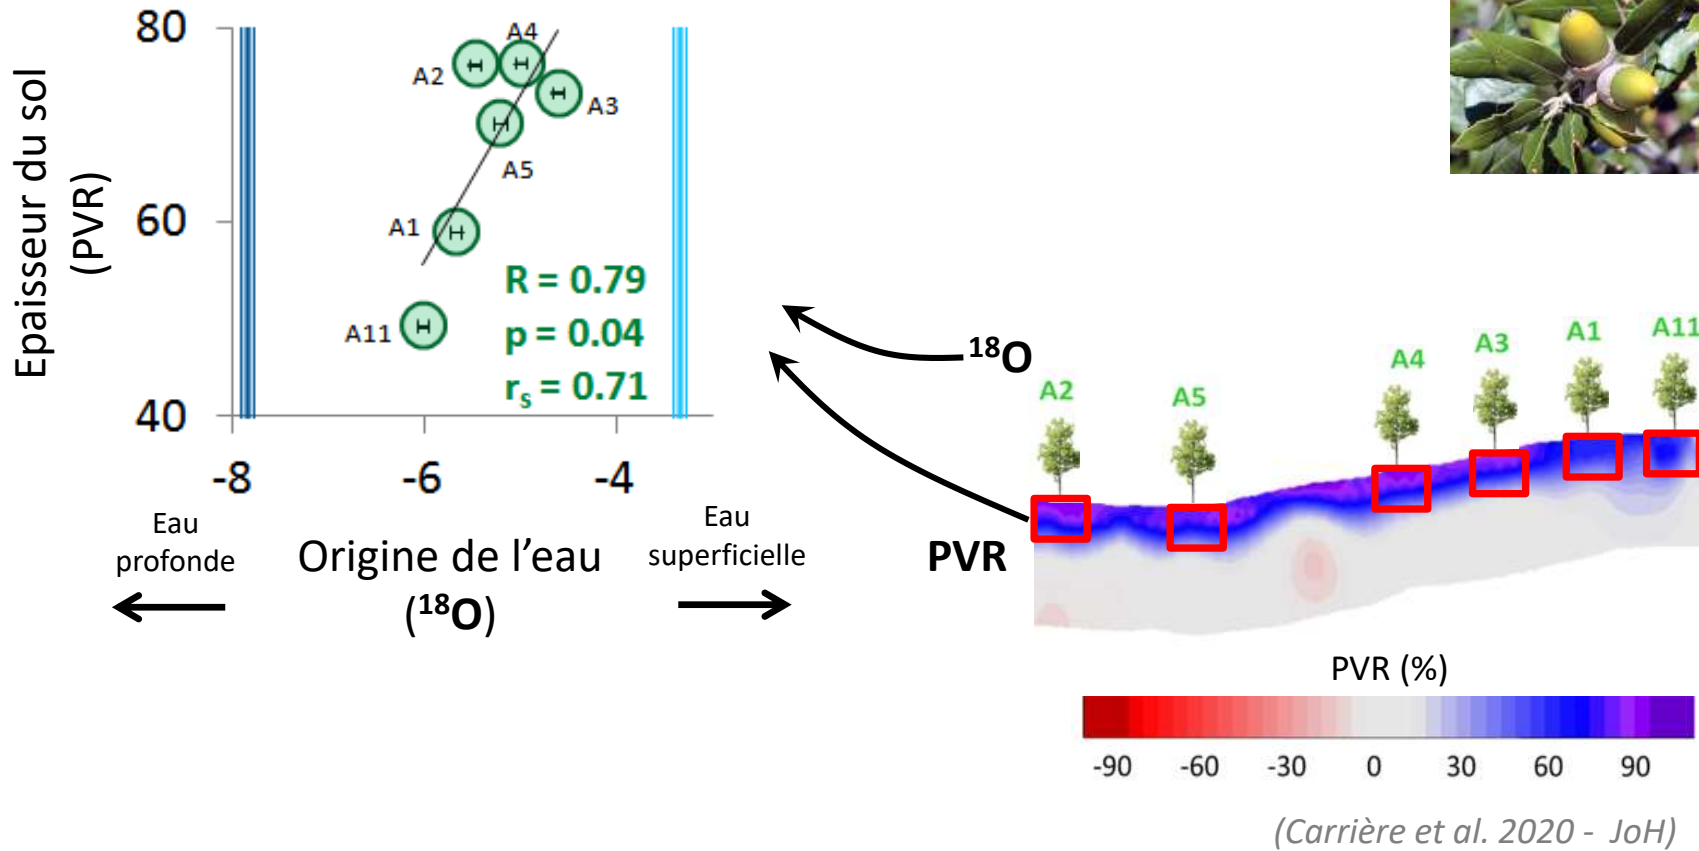 Epaisseur du sol
(PVR)
80
60
40
-8
-6
-4
A4
A2
A3
A5
A1
A11
R = 0.79
p = 0.04
rs = 0.71
Eau
profonde
Origine de l'eau
(18O)
Eau
superficielle
18O
PVR
A2
A5
A4
A3
A1
A11
PVR (%)
-90
-60
-30
0
30
60
90
(Carrière et al. 2020 - JoH)